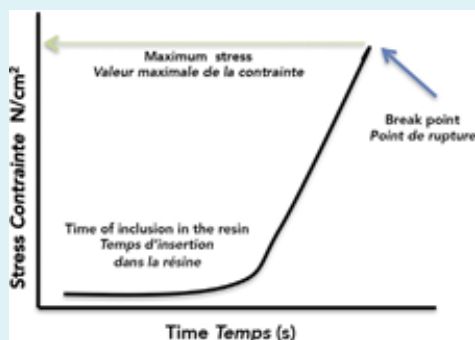 Maximum stress
Valeur maximale de la contrainte
Break point
Point de rupture
Time of inclusion in the resin
Temps d'insertion
dans la résine
Stress Contrainte N/cm²
Time Temps (s)